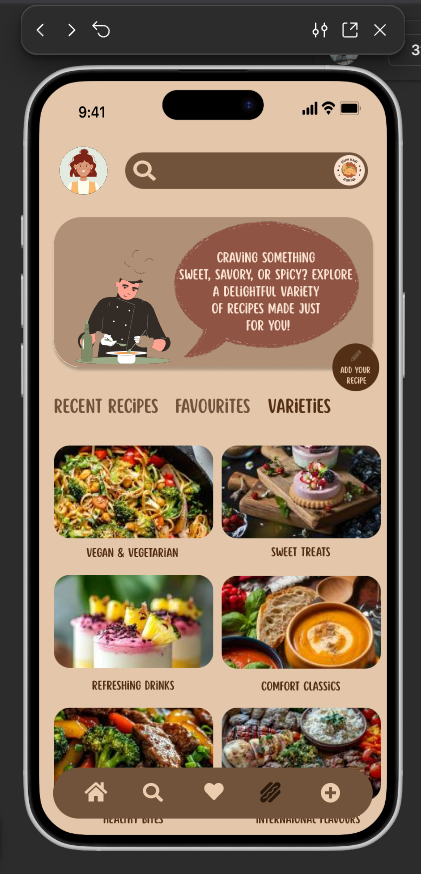 3
9:41
CRAVING SOMETHING
SWEET, SAVORY, OR SPICY? EXPLORE
A DELIGHTFUL VARIETY
OF RECIPES MADE JUST
FOR YOU!
ADD YOUR
RECIPE
RECENT RECIPES FAVOURITES VARIETIES
VEGAN & VEGETARIAN SWEET TREATS
REFRESHING DRINKS COMFORT CLASSICS
HEALTHY BITES INTERNAIONAL FLAVOURS